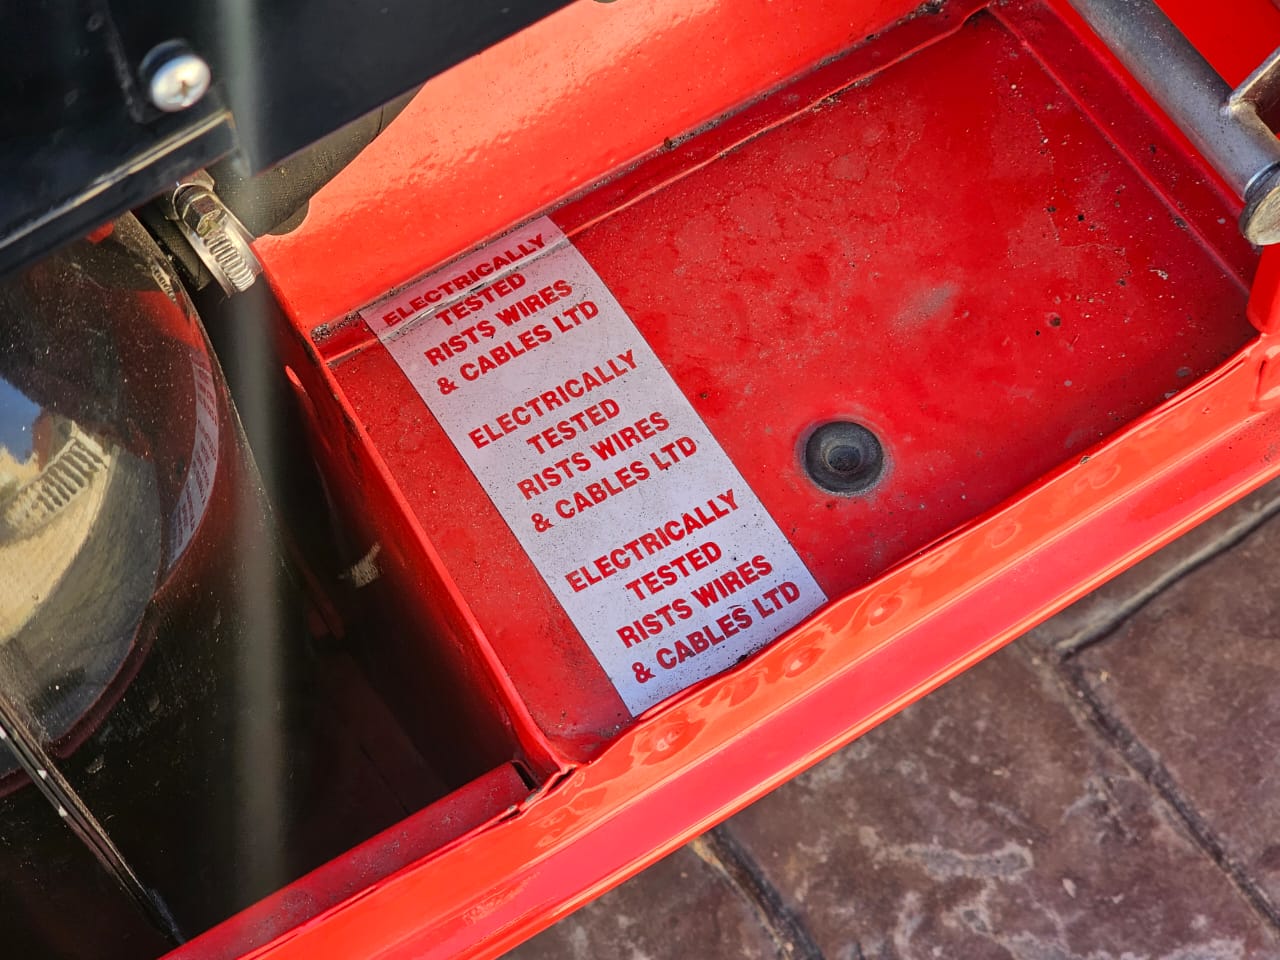 ELECTRICALLY
TESTED
RISTS WIRES
& CABLES LTD
ELECTRICALLY
TESTED
RISTS WIRES
& CABLES LTD
ELECTRICALLY
TESTED
RISTS WIRES
& CABLES LTD